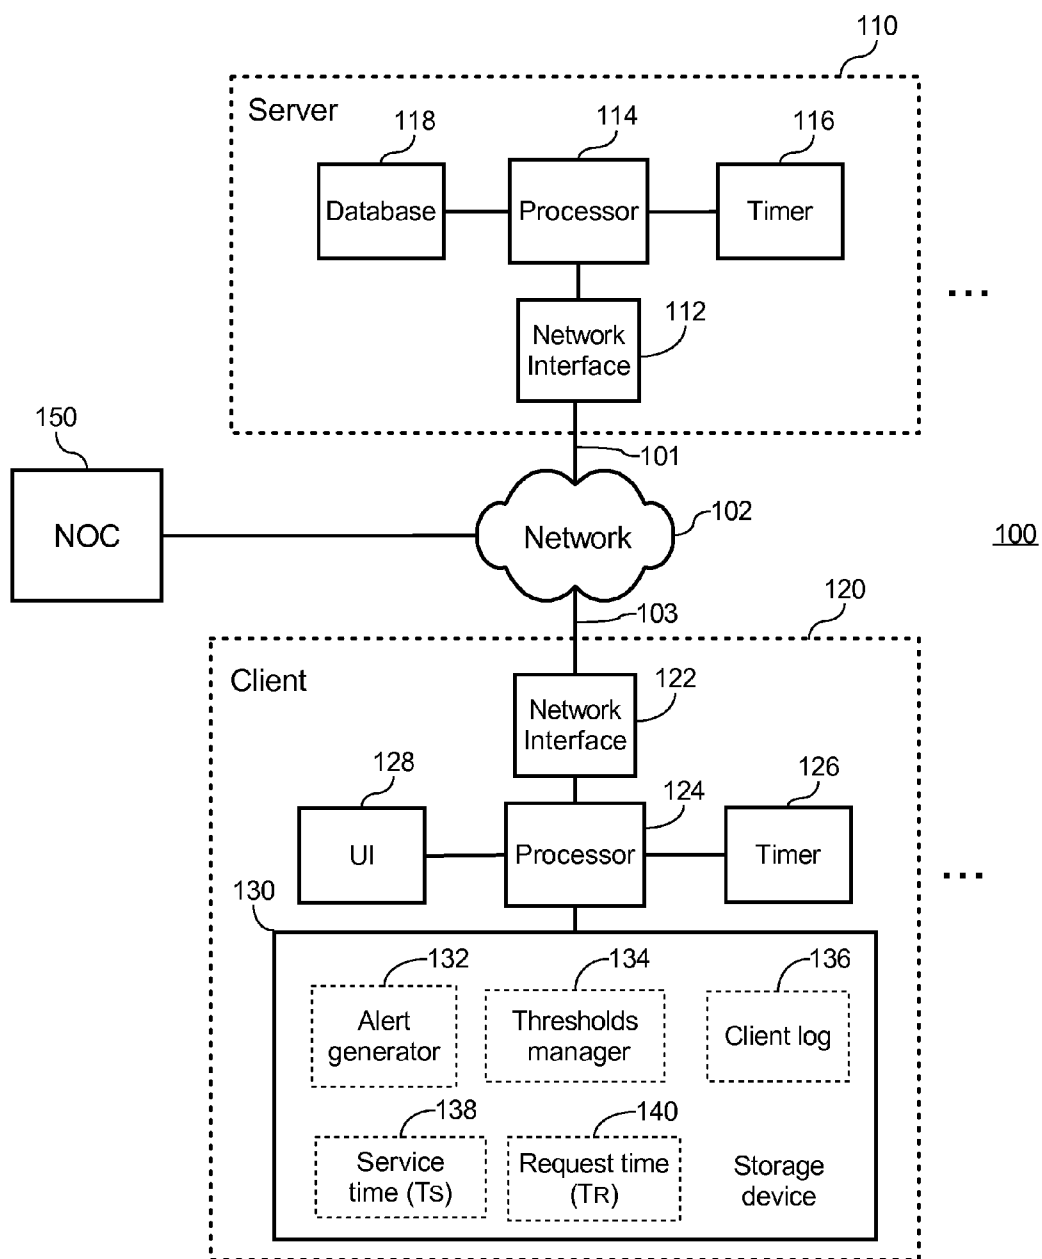 110
Server
118
114
116
Database
Processor
Timer
...
112
Network
Interface
150
101
NOC
Network
102
100
103
120
Client
122
Network
Interface
128
124
126
UI
Processor
Timer
...
130
132
134
136
Alert
generator
Thresholds
manager
Client log
138
140
Service
time (TS)
Request time
(TR)
Storage
device